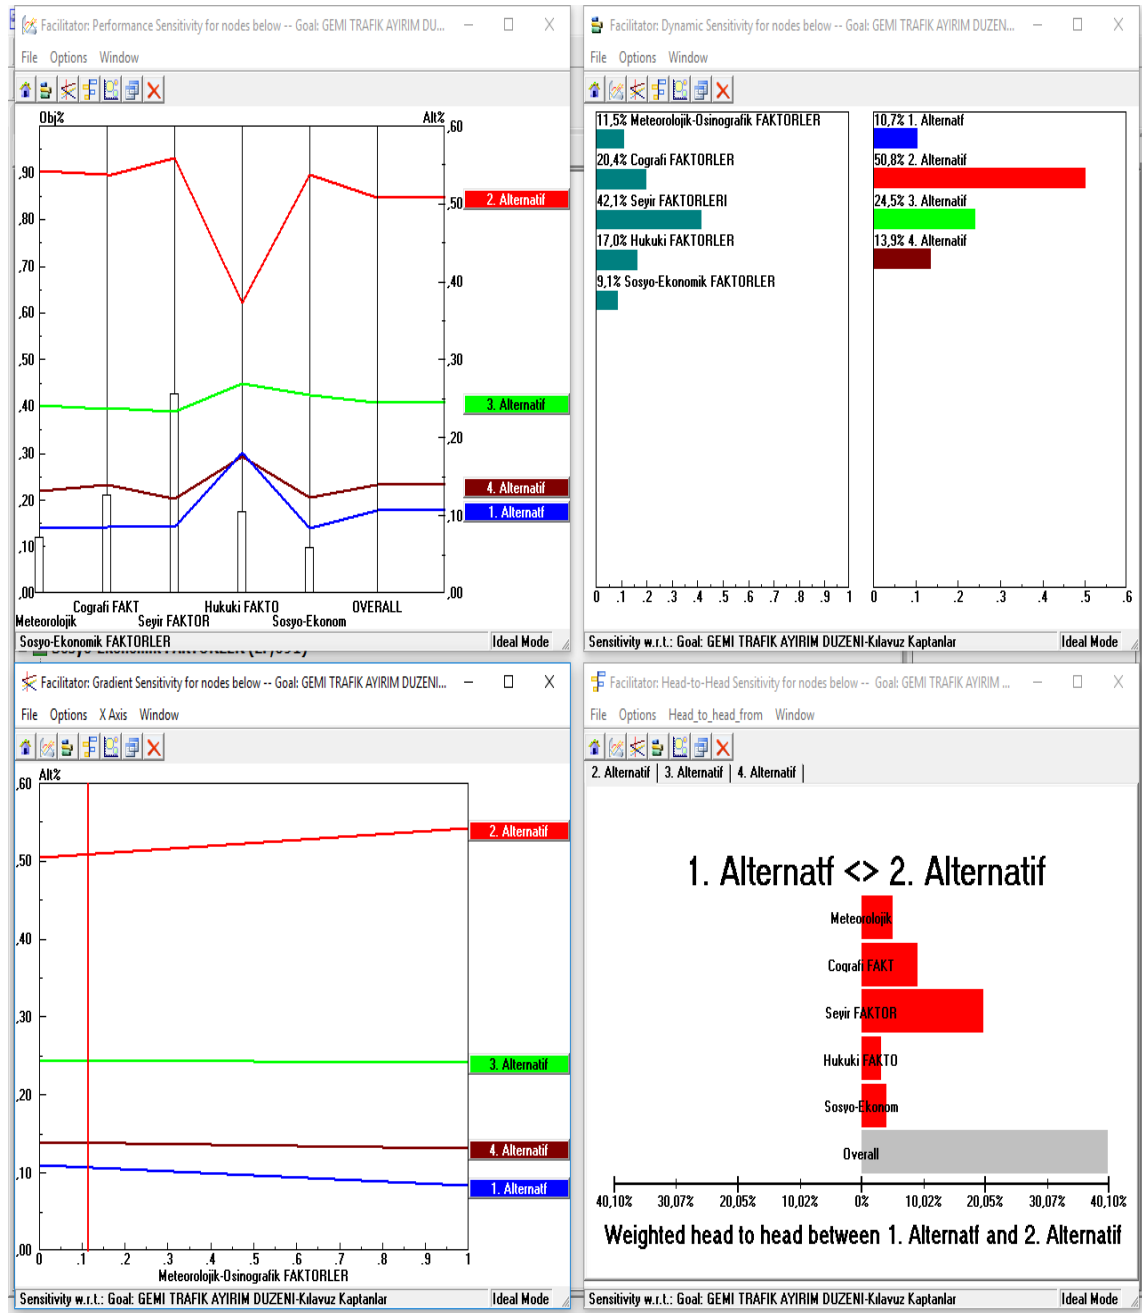 Facilitator: Performance Sensitivity for nodes below -- Goal: GEMI TRAFIK AYIRIM DU...
File Options Window
Obj% Alt%
,60
,90
,80
,70
,60
,50
,40
,30
,20
,10
,00
,50
,40
,30
,20
,10
,00
2. Alternatif
3. Alternatif
4. Alternatif
1. Alternatf
Cografi FAKT Hukuki FAKTO OVERALL
Meteorolojik Seyir FAKTOR Sosyo-Ekonom
Sosyo-Ekonomik FAKTORLER Ideal Mode
Facilitator: Dynamic Sensitivity for nodes below -- Goal: GEMI TRAFIK AYIRIM DUZEN...
File Options Window
11,5% Meteorolojik-Osinografik FAKTORLER
20,4% Cografi FAKTORLER
42,1% Seyir FAKTORLERI
17,0% Hukuki FAKTORLER
9,1% Sosyo-Ekonomik FAKTORLER
0 .1 .2 .3 .4 .5 .6 .7 .8 .9 1
10,7% 1. Alternatf
50,8% 2. Alternatif
24,5% 3. Alternatif
13,9% 4. Alternatif
0 .1 .2 .3 .4 .5 .6
Sensitivity w.r.t.: Goal: GEMI TRAFIK AYIRIM DUZENI-Kılavuz Kaptanlar Ideal Mode
Facilitator: Gradient Sensitivity for nodes below -- Goal: GEMI TRAFIK AYIRIM DUZENI...
File Options X Axis Window
Alt%
,60
,50
,40
,30
,20
,10
,00
2. Alternatif
3. Alternatif
4. Alternatif
1. Alternatf
0 .1 .2 .3 .4 .5 .6 .7 .8 .9 1
Meteorolojik-Osinografik FAKTORLER
Sensitivity w.r.t.: Goal: GEMI TRAFIK AYIRIM DUZENI-Kılavuz Kaptanlar Ideal Mode
Facilitator: Head-to-Head Sensitivity for nodes below -- Goal: GEMI TRAFIK AYIRIM ...
File Options Head_to_head_from Window
2. Alternatif | 3. Alternatif | 4. Alternatif |
1. Alternatf <> 2. Alternatif
Meteorolojik
Cografi FAKT
Seyir FAKTOR
Hukuki FAKTO
Sosyo-Ekonom
Overall
40,10% 30,07% 20,05% 10,02% 0% 10,02% 20,05% 30,07% 40,10%
Weighted head to head between 1. Alternatf and 2. Alternatif
Sensitivity w.r.t.: Goal: GEMI TRAFIK AYIRIM DUZENI-Kılavuz Kaptanlar Ideal Mode